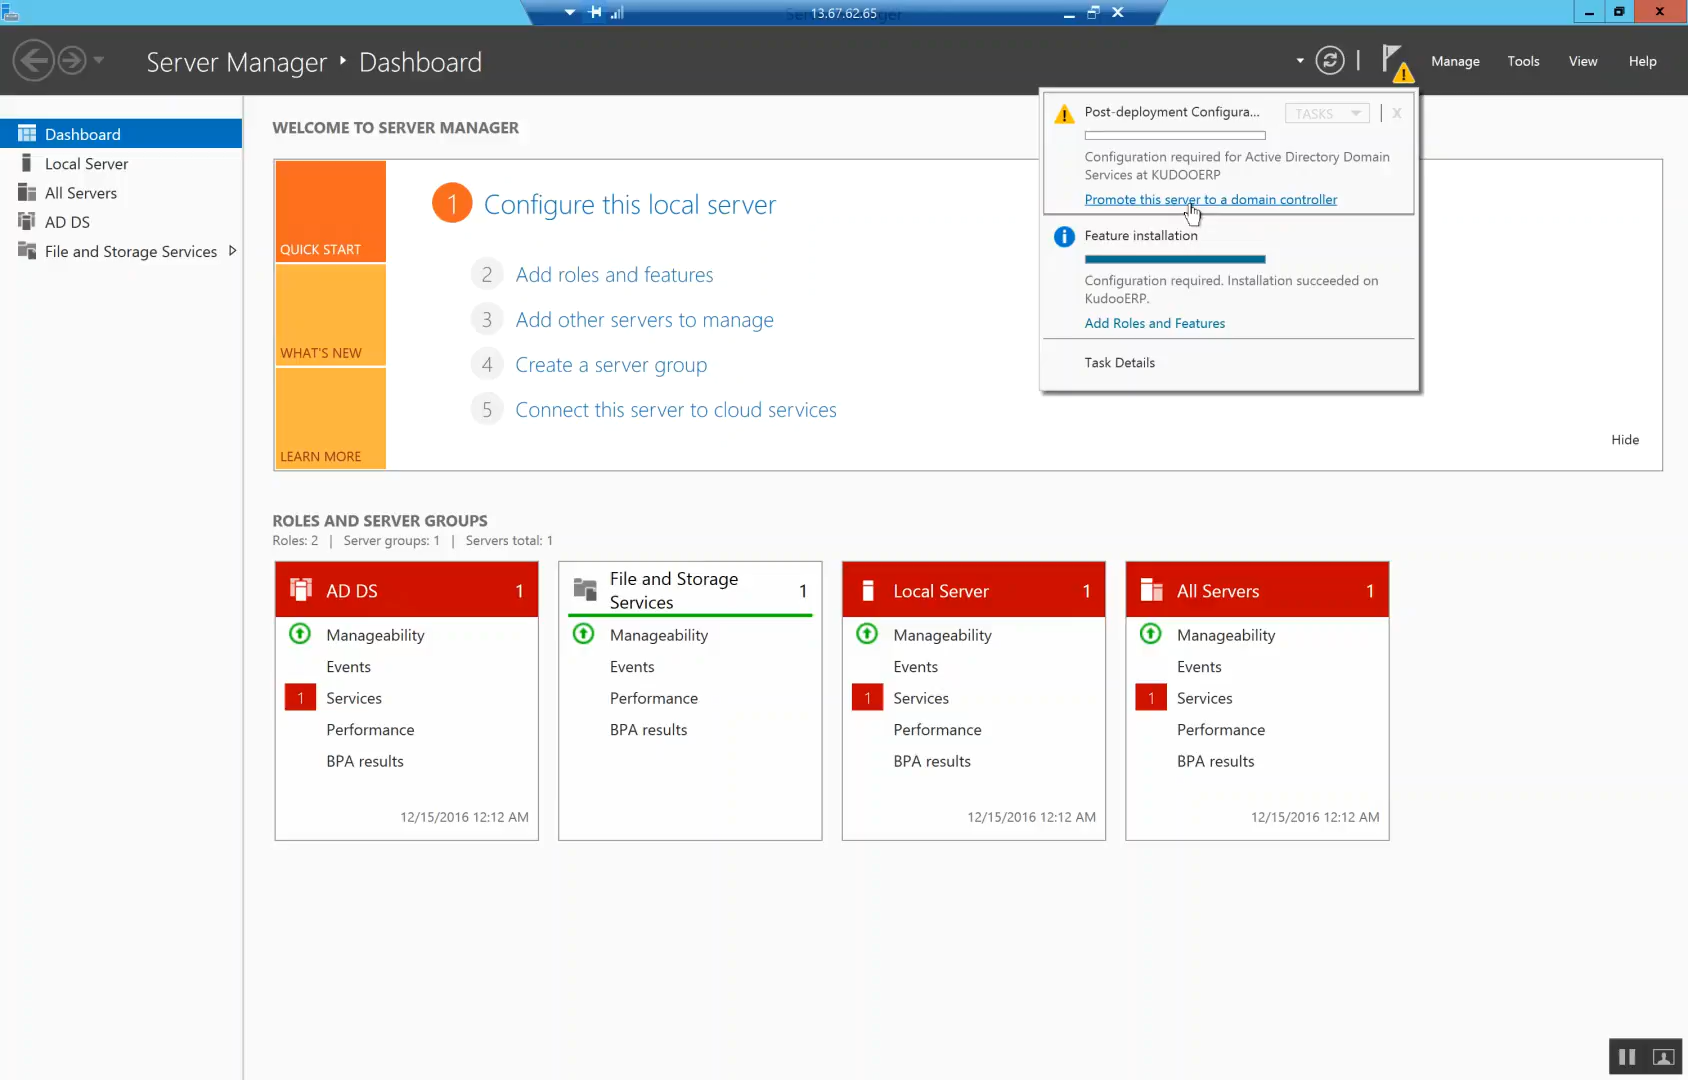 13.67.62.65
Server Manager ‣ Dashboard
Manage Tools View Help
Dashboard
Local Server
All Servers
AD DS
File and Storage Services
WELCOME TO SERVER MANAGER
QUICK START
WHAT'S NEW
LEARN MORE
1 Configure this local server
2 Add roles and features
3 Add other servers to manage
4 Create a server group
5 Connect this server to cloud services
Hide
Post-deployment Configura... TASKS X
Configuration required for Active Directory Domain
Services at KUDOOERP
Promote this server to a domain controller
Feature installation
Configuration required. Installation succeeded on
KudooERP.
Add Roles and Features
Task Details
ROLES AND SERVER GROUPS
Roles: 2 | Server groups: 1 | Servers total: 1
AD DS 1
Manageability
Events
1 Services
Performance
BPA results
12/15/2016 12:12 AM
File and Storage
Services 1
Manageability
Events
Performance
BPA results
Local Server 1
Manageability
Events
1 Services
Performance
BPA results
12/15/2016 12:12 AM
All Servers 1
Manageability
Events
1 Services
Performance
BPA results
12/15/2016 12:12 AM